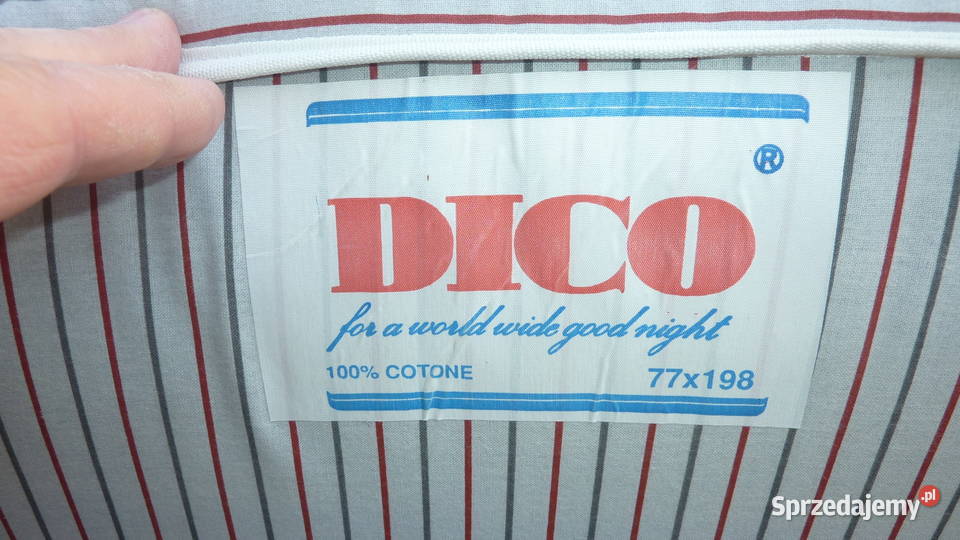 ®
DICO
for a world wide good night
100% COTONE 77x198
Sprzedajemy.pl